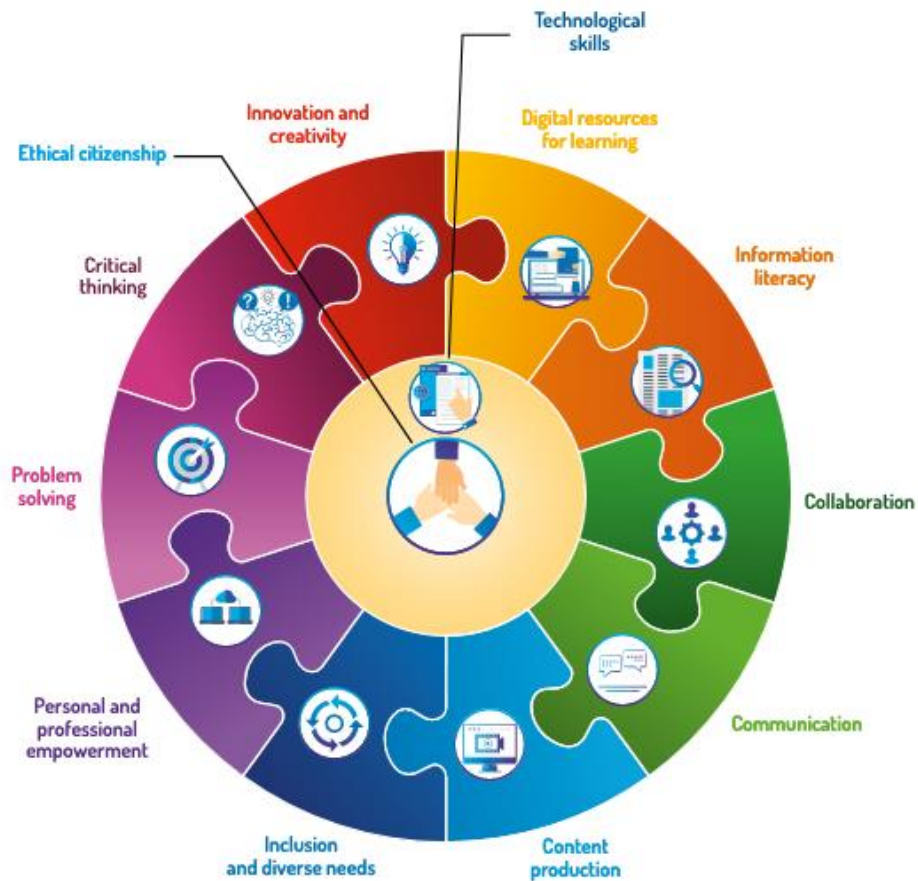 Technological
skills
Innovation and
creativity
Digital resources
for learning
Ethical citizenship
Critical
thinking
Information
literacy
Problem
solving
Collaboration
Personal and
professional
empowerment
Communication
Inclusion
and diverse needs
Content
production